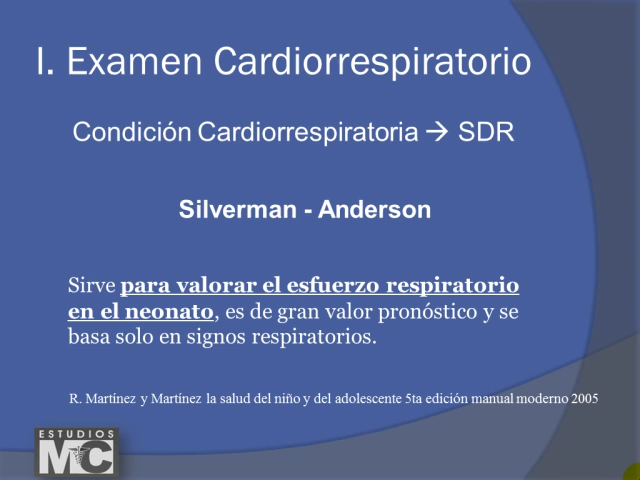 I. Examen Cardiorrespiratorio
Condición Cardiorrespiratoria → SDR
Silverman - Anderson
Sirve para valorar el esfuerzo respiratorio
en el neonato, es de gran valor pronóstico y se
basa solo en signos respiratorios.
R. Martínez y Martínez la salud del niño y del adolescente 5ta edición manual moderno 2005
ESTUDIOS
MC